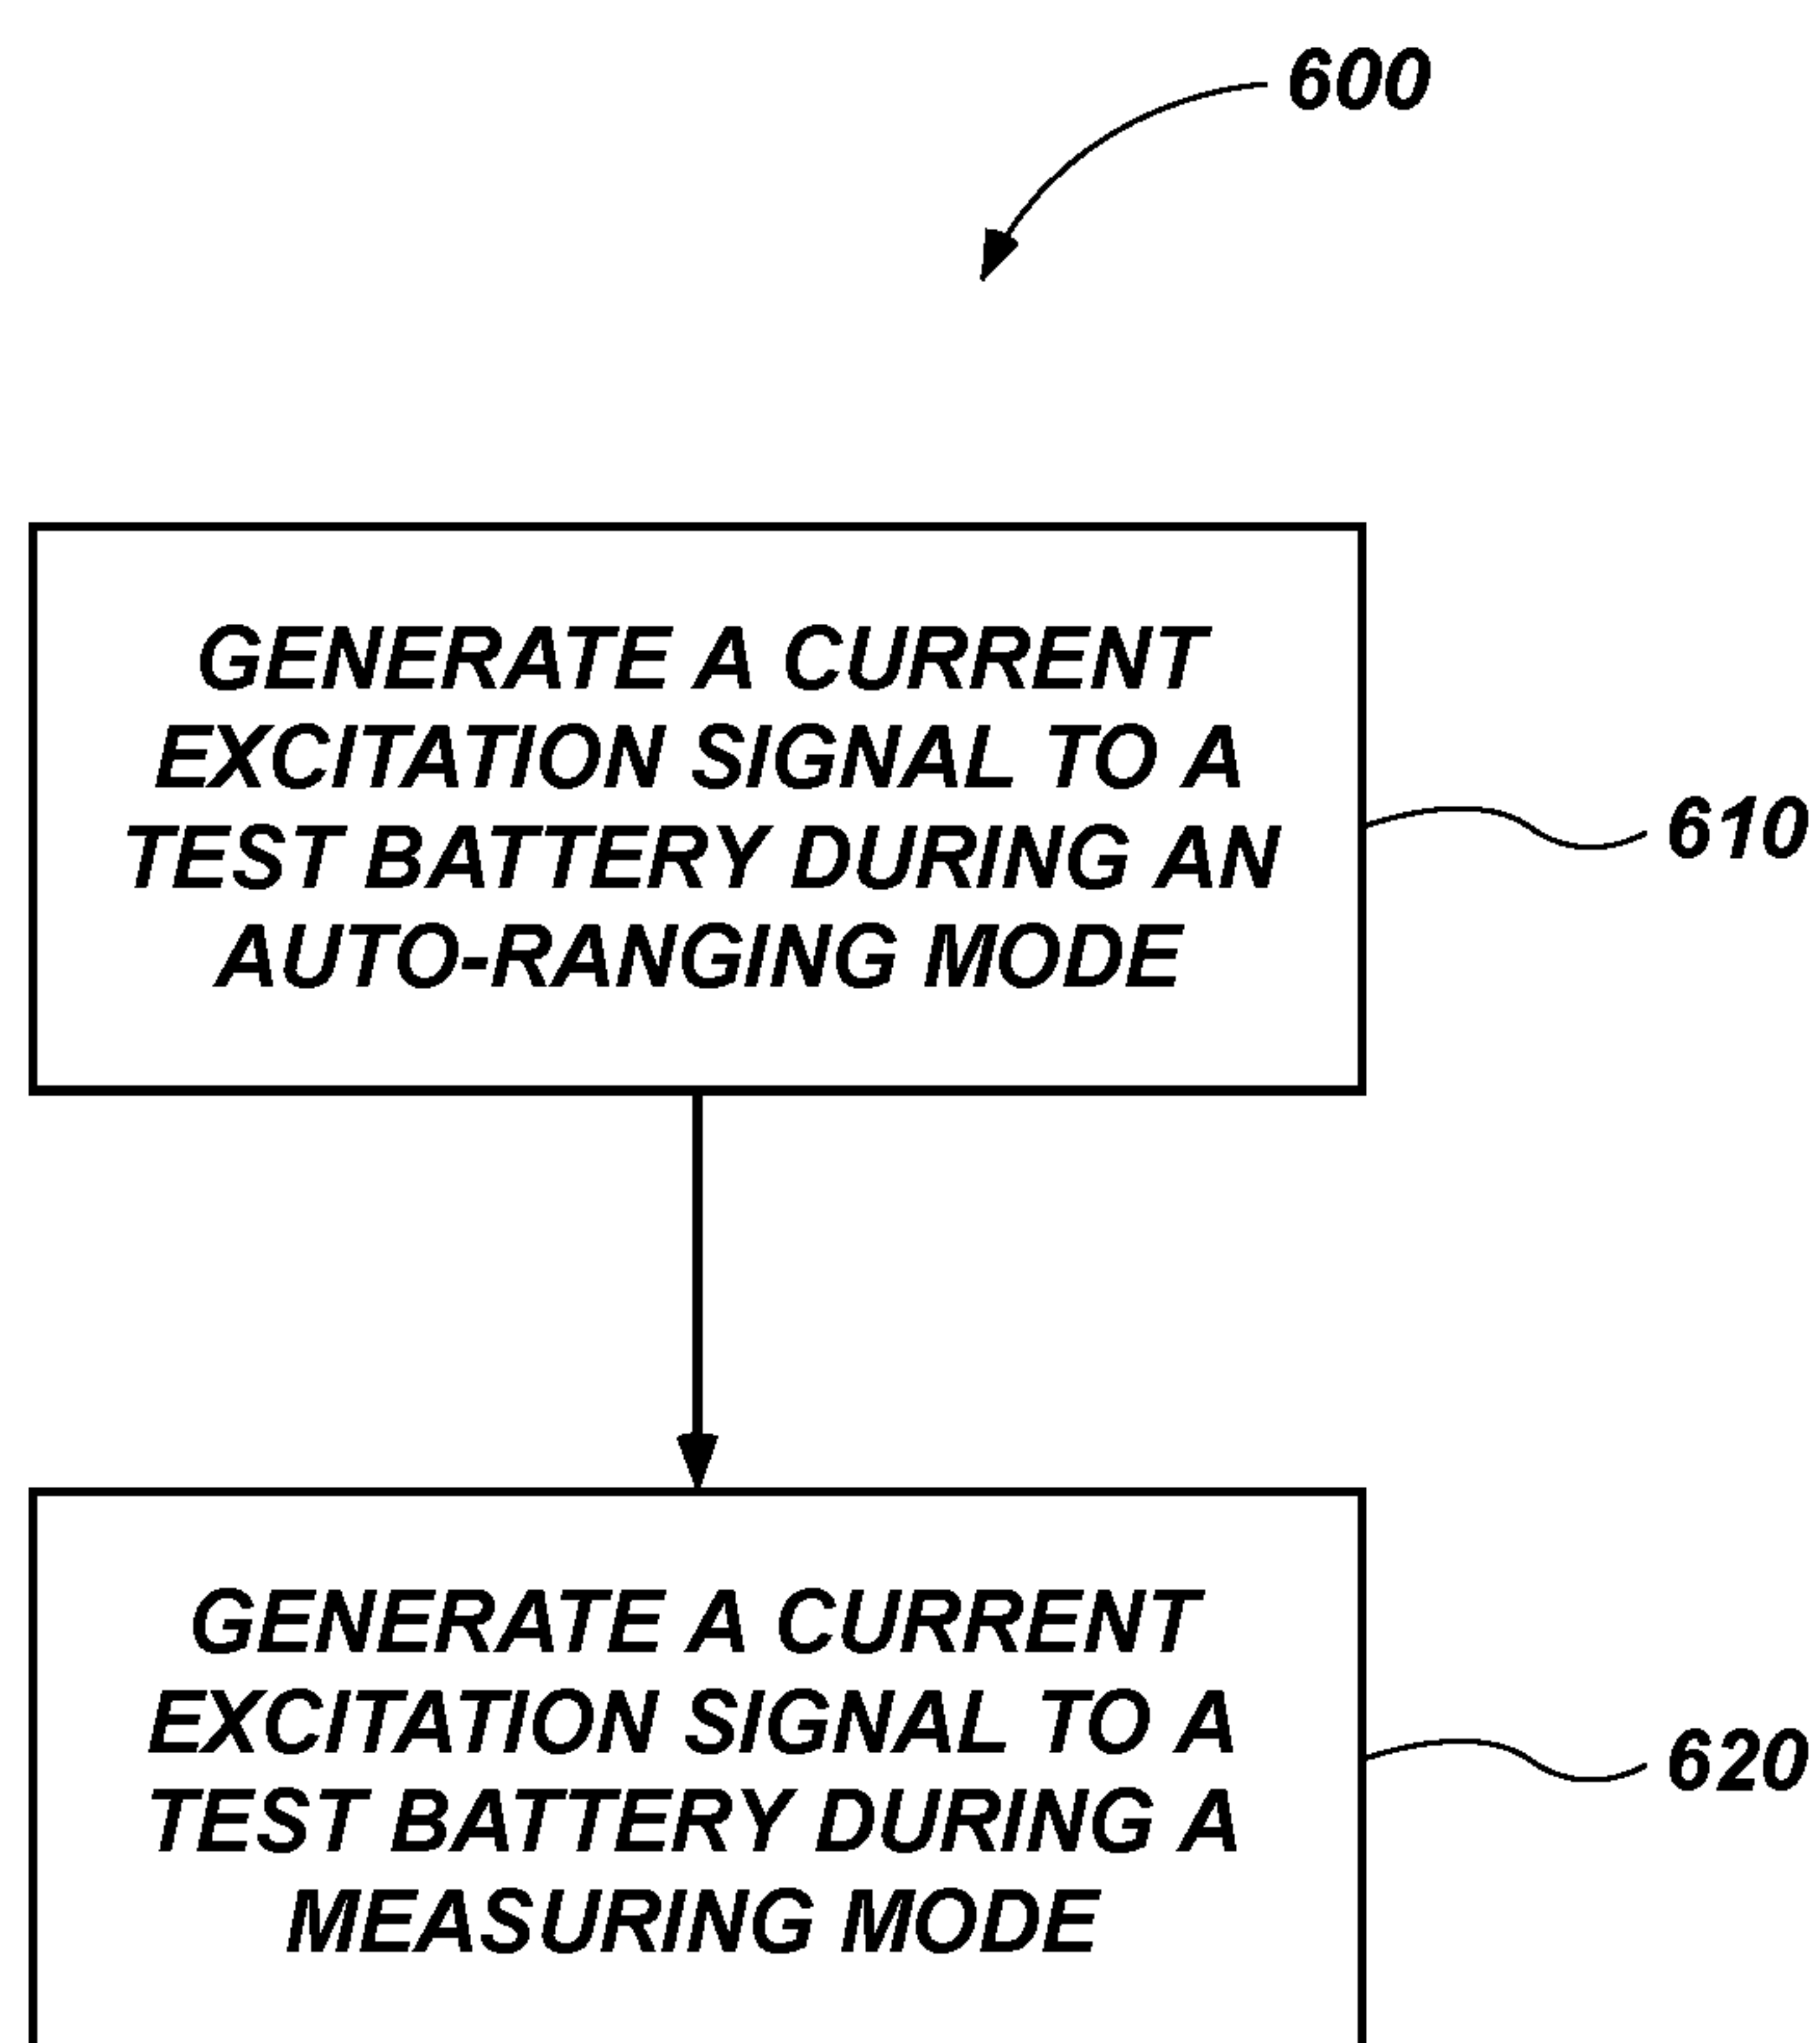 600
GENERATE A CURRENT
EXCITATION SIGNAL TO A
TEST BATTERY DURING AN
AUTO-RANGING MODE
610
GENERATE A CURRENT
EXCITATION SIGNAL TO A
TEST BATTERY DURING A
MEASURING MODE
620